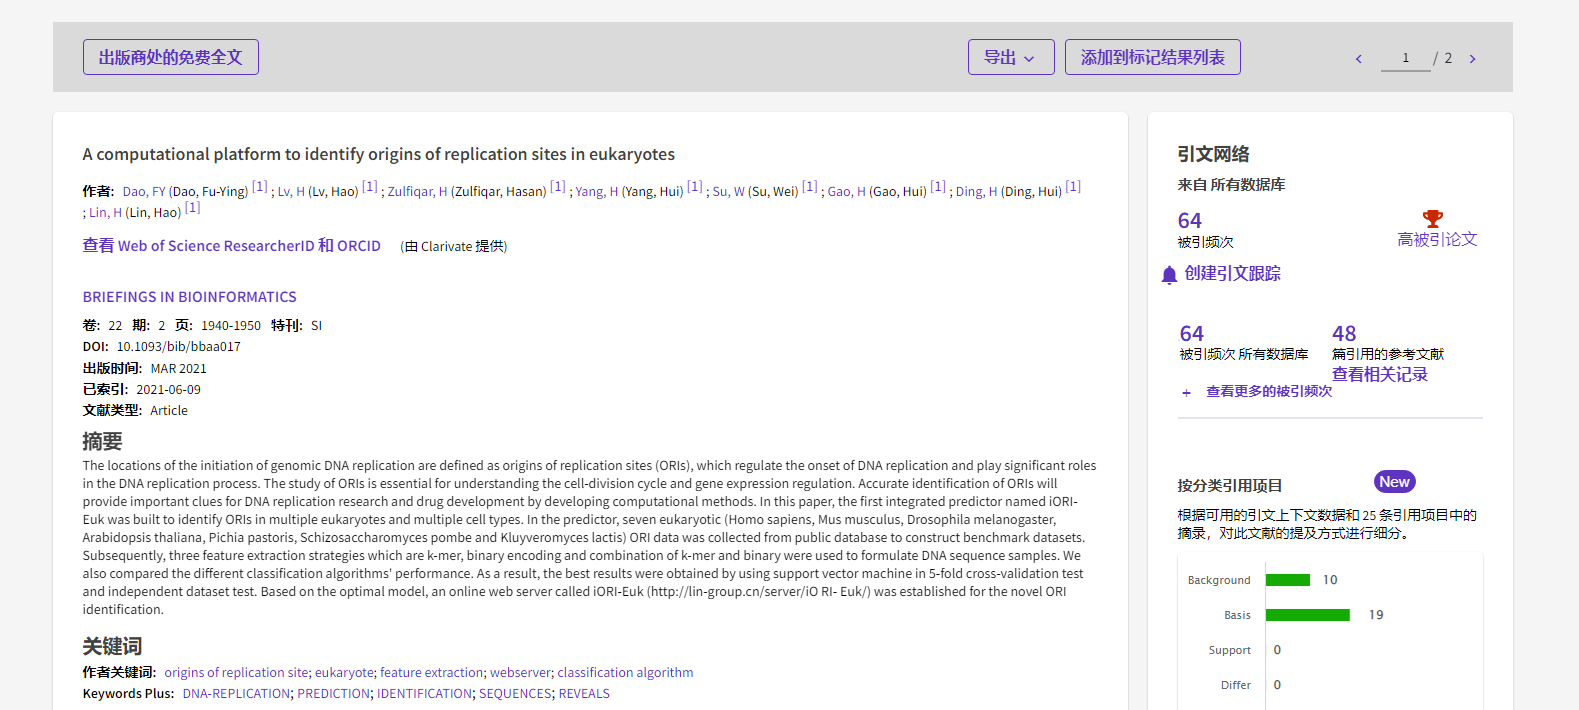 出版商处的免费全文
导出
添加到标记结果列表
1 / 2
A computational platform to identify origins of replication sites in eukaryotes
作者: Dao, FY (Dao, Fu-Ying) [1] ; Lv, H (Lv, Hao) [1] ; Zulfiqar, H (Zulfiqar, Hasan) [1] ; Yang, H (Yang, Hui) [1] ; Su, W (Su, Wei) [1] ; Gao, H (Gao, Hui) [1] ; Ding, H (Ding, Hui) [1]
; Lin, H (Lin, Hao) [1]
查看 Web of Science ResearcherID 和 ORCID (由 Clarivate 提供)
BRIEFINGS IN BIOINFORMATICS
卷: 22 期: 2 页: 1940-1950 特刊: SI
DOI: 10.1093/bib/bbaa017
出版时间: MAR 2021
已索引: 2021-06-09
文献类型: Article
摘要
The locations of the initiation of genomic DNA replication are defined as origins of replication sites (ORIs), which regulate the onset of DNA replication and play significant roles
in the DNA replication process. The study of ORIs is essential for understanding the cell-division cycle and gene expression regulation. Accurate identification of ORIs will
provide important clues for DNA replication research and drug development by developing computational methods. In this paper, the first integrated predictor named iORI-
Euk was built to identify ORIs in multiple eukaryotes and multiple cell types. In the predictor, seven eukaryotic (Homo sapiens, Mus musculus, Drosophila melanogaster,
Arabidopsis thaliana, Pichia pastoris, Schizosaccharomyces pombe and Kluyveromyces lactis) ORI data was collected from public database to construct benchmark datasets.
Subsequently, three feature extraction strategies which are k-mer, binary encoding and combination of k-mer and binary were used to formulate DNA sequence samples. We
also compared the different classification algorithms' performance. As a result, the best results were obtained by using support vector machine in 5-fold cross-validation test
and independent dataset test. Based on the optimal model, an online web server called iORI-Euk (http://lin-group.cn/server/iO RI- Euk/) was established for the novel ORI
identification.
关键词
作者关键词: origins of replication site; eukaryote; feature extraction; webserver; classification algorithm
Keywords Plus: DNA-REPLICATION; PREDICTION; IDENTIFICATION; SEQUENCES; REVEALS
引文网络
来自 所有数据库
64
被引频次
高被引论文
创建引文跟踪
64
被引频次 所有数据库
48
篇引用的参考文献
查看相关记录
+ 查看更多的被引频次
按分类引用项目 New
根据可用的引文上下文数据和 25 条引用项目中的
摘录，对此文献的提及方式进行细分。
Background 10
Basis 19
Support 0
Differ 0